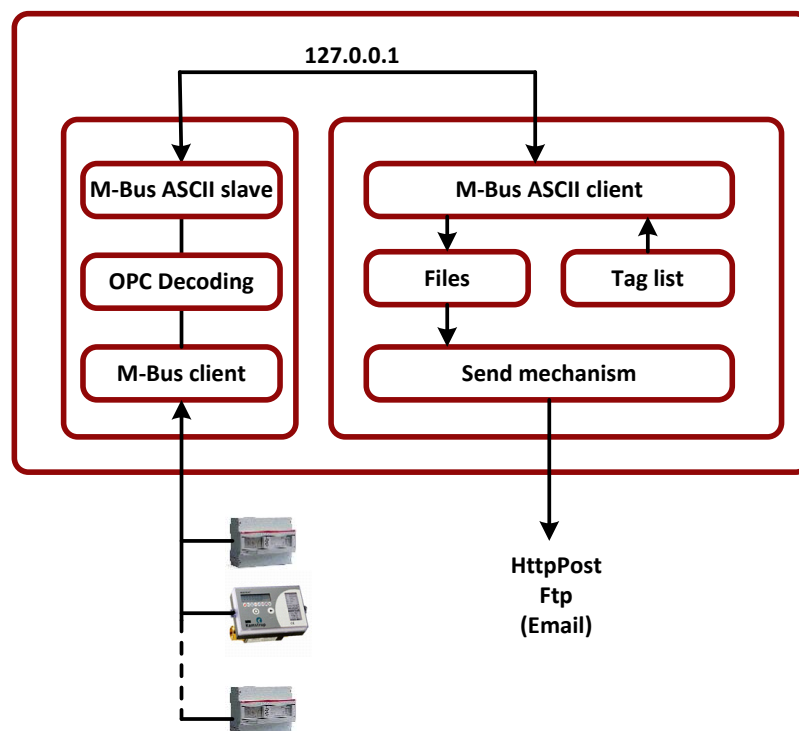 127.0.0.1
M-Bus ASCII slave
OPC Decoding
M-Bus client
M-Bus ASCII client
Files
Tag list
Send mechanism
HttpPost
Ftp
(Email)